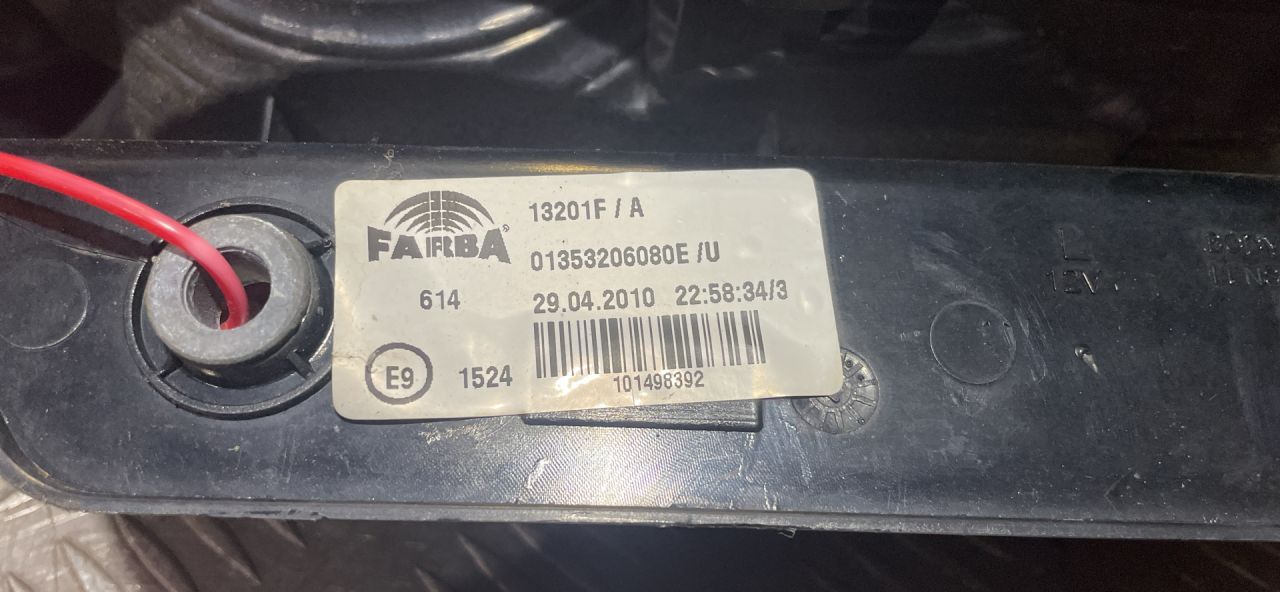 FARBA
13201F / A
01353206080E /U
614
29.04.2010 22:58:34/3
E9
1524
101498392
L
12V